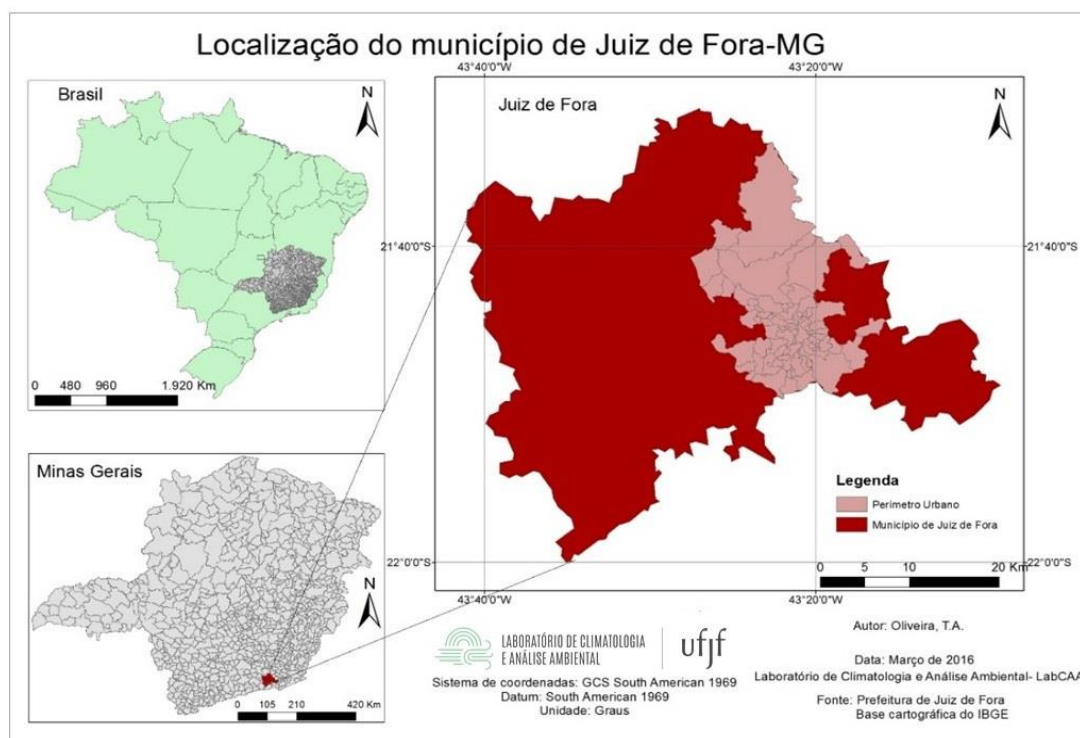 Localização do município de Juiz de Fora-MG
Brasil
N
0 480 960 1.920 Km
Minas Gerais
N
0 105 210 420 Km
43°40'0"W 43°20'0"W
Juiz de Fora
N
21°40'0"S 21°40'0"S
Legenda
Perímetro Urbano
Município de Juiz de Fora
22°0'0"S 22°0'0"S
0 5 10 20 Km
43°40'0"W 43°20'0"W
LABORATÓRIO DE CLIMATOLOGIA
E ANÁLISE AMBIENTAL
ufjf
Sistema de coordenadas: GCS South American 1969
Datum: South American 1969
Unidade: Graus
Autor: Oliveira, T.A.
Data: Março de 2016
Laboratório de Climatologia e Análise Ambiental- LabCAA
Fonte: Prefeitura de Juiz de Fora
Base cartográfica do IBGE